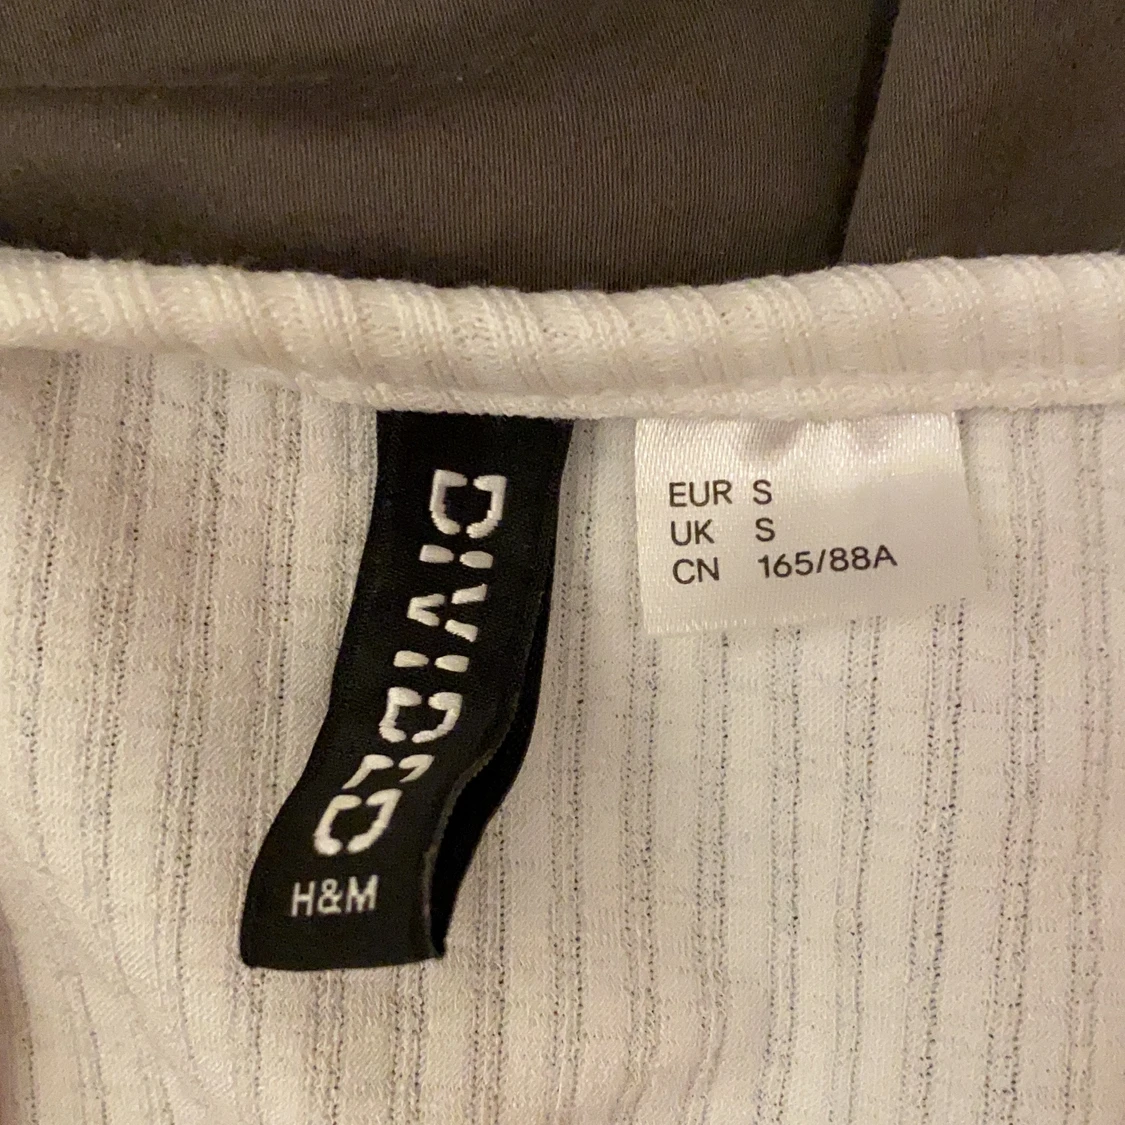 DIVIDED
H&M
EUR S
UK S
CN 165/88A